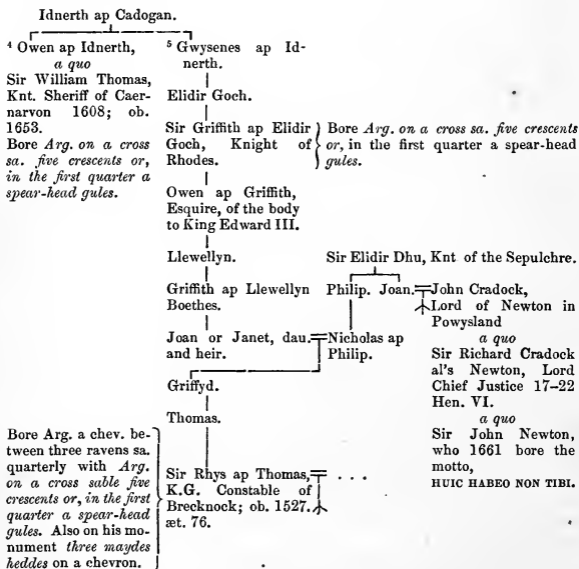 Idnerth ap Cadogan.
⁴ Owen ap Idnerth,
a quo
Sir William Thomas,
Knt. Sheriff of Caer-
narvon 1608; ob.
1653.
Bore Arg. on a cross
sa. five crescents or,
in the first quarter a
spear-head gules.
⁵ Gwysenes ap Id-
nerth.
Elidir Goch.
Sir Griffith ap Elidir
Goch, Knight of
Rhodes.
Bore Arg. on a cross sa. five crescents
or, in the first quarter a spear-head
gules.
Owen ap Griffith,
Esquire, of the body
to King Edward III.
Llewellyn.
Griffith ap Llewellyn
Boethes.
Joan or Janet, dau.
and heir.
Sir Elidir Dhu, Knt of the Sepulchre.
Philip. Joan.
John Cradock,
Lord of Newton in
Powysland
a quo
Sir Richard Cradock
al's Newton, Lord
Chief Justice 17–22
Hen. VI.
a quo
Sir John Newton,
who 1661 bore the
motto,
HUIC HABEO NON TIBI.
Nicholas ap
Philip.
Griffyd.
Thomas.
Bore Arg. a chev. be-
tween three ravens sa.
quarterly with Arg.
on a cross sable five
crescents or, in the first
quarter a spear-head
gules. Also on his mo-
nument three maydes
heddes on a chevron.
Sir Rhys ap Thomas, . . .
K.G. Constable of
Brecknock; ob. 1527.
æt. 76.